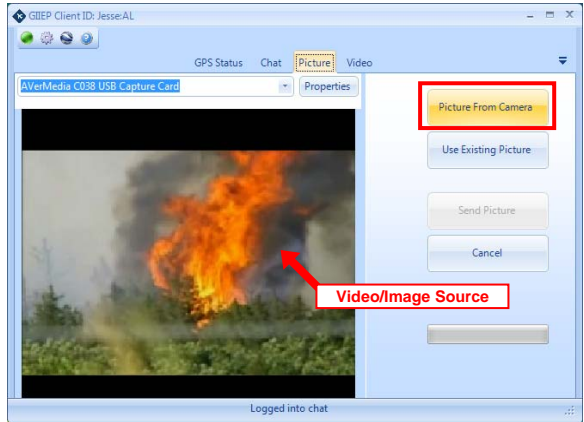 GIIEP Client ID: Jesse:AL
GPS Status Chat Picture Video
AVerMedia C038 USB Capture Card
Properties
Picture From Camera
Use Existing Picture
Send Picture
Cancel
Video/Image Source
Logged into chat